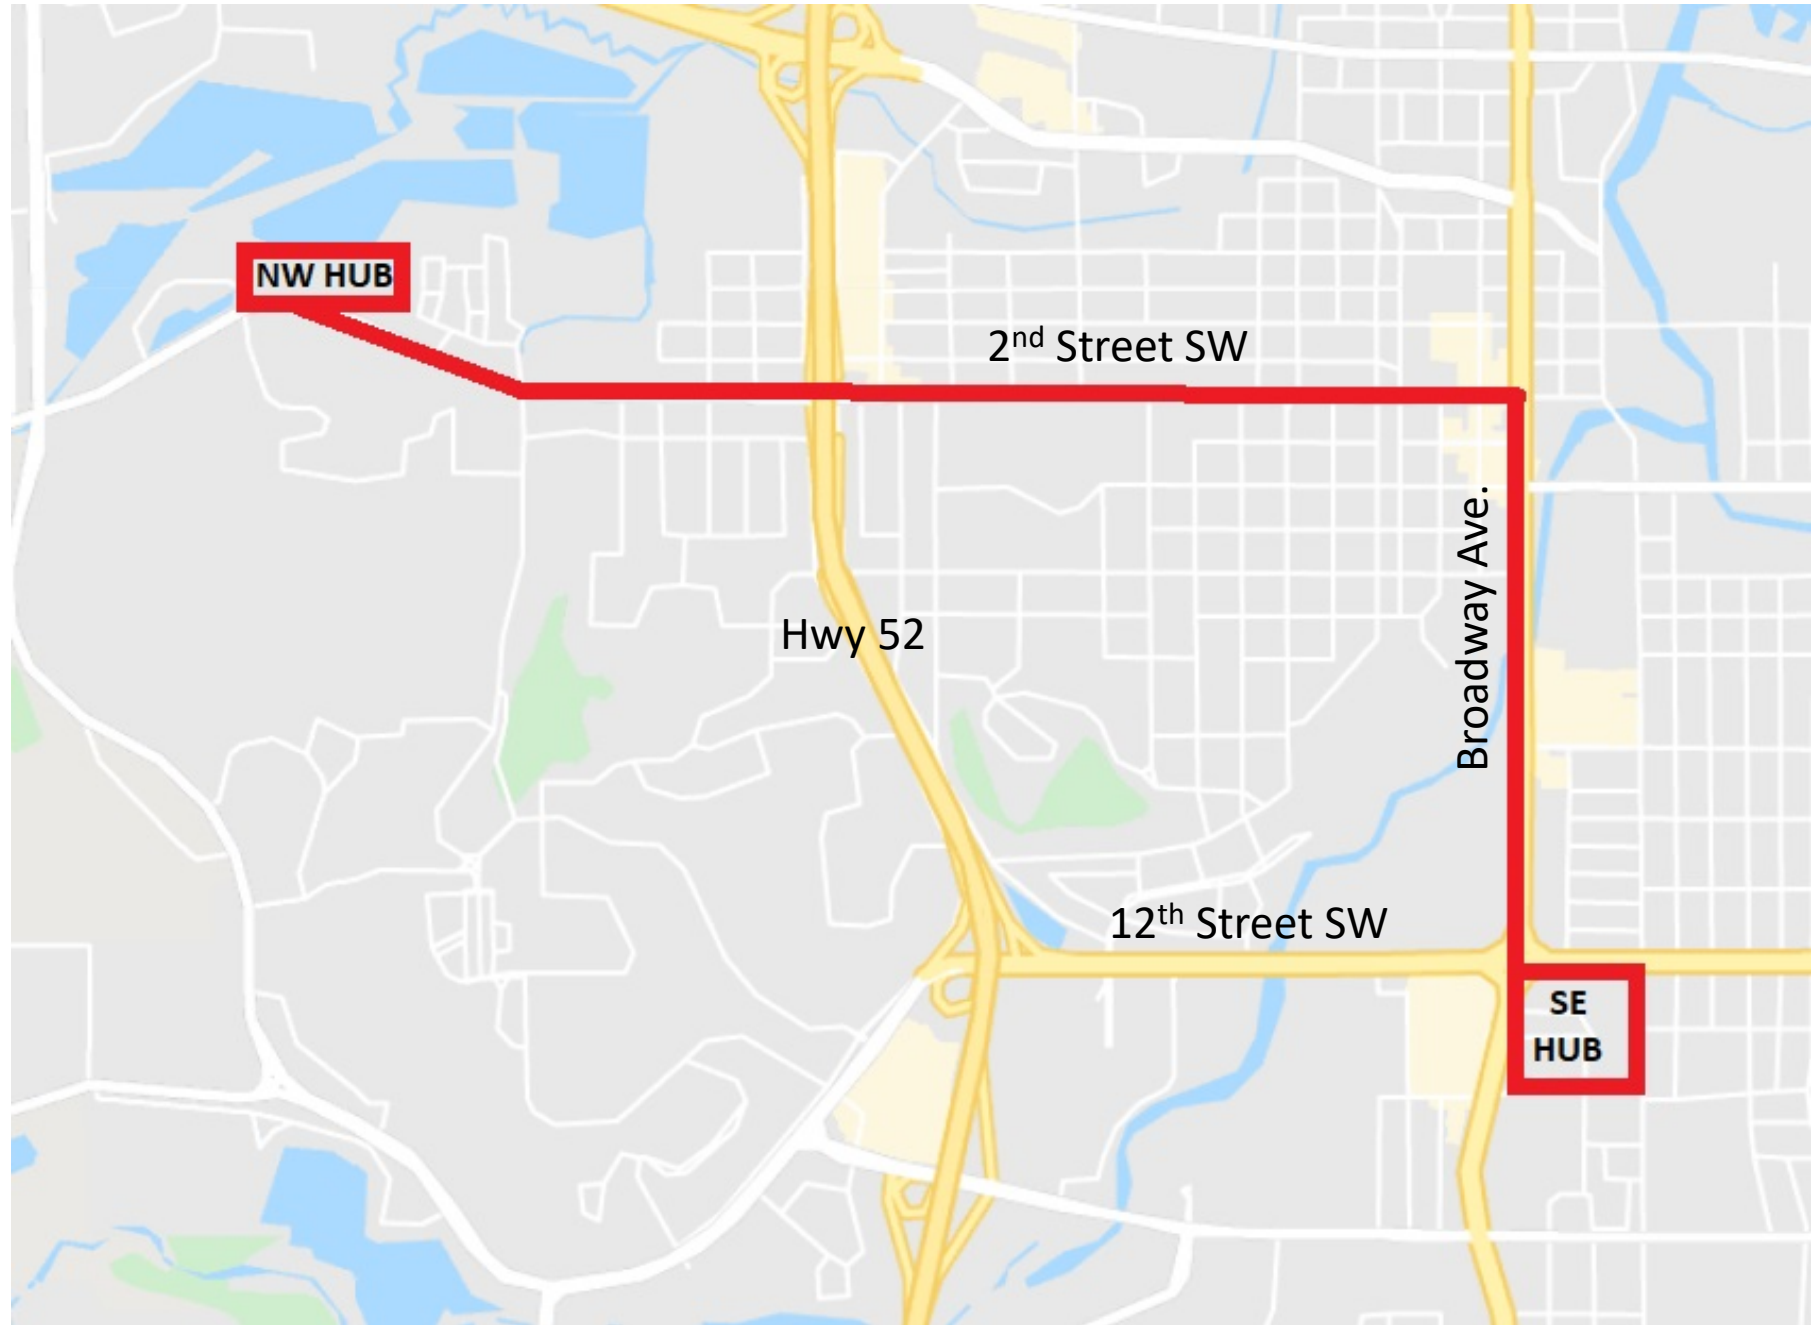 NW HUB
2nd Street SW
Broadway Ave.
Hwy 52
12th Street SW
SE
HUB